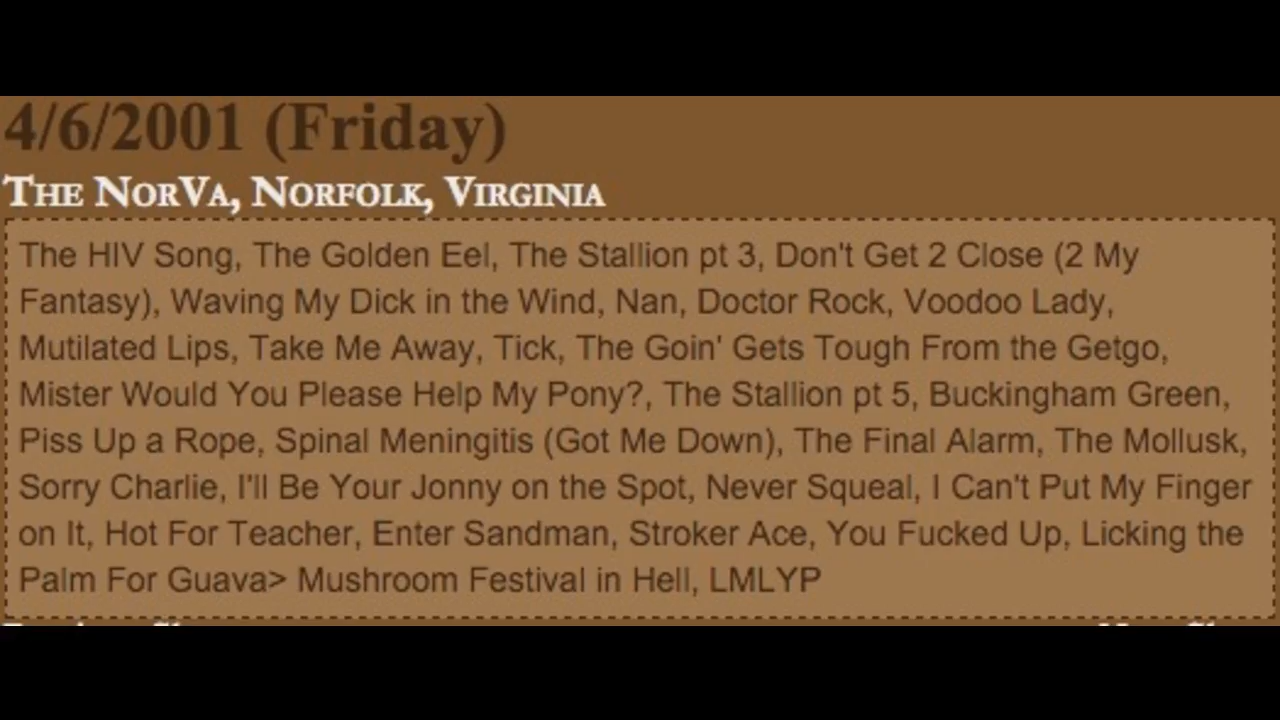 4/6/2001 (Friday)
The NorVa, Norfolk, Virginia
The HIV Song, The Golden Eel, The Stallion pt 3, Don't Get 2 Close (2 My
Fantasy), Waving My Dick in the Wind, Nan, Doctor Rock, Voodoo Lady,
Mutilated Lips, Take Me Away, Tick, The Goin' Gets Tough From the Getgo,
Mister Would You Please Help My Pony?, The Stallion pt 5, Buckingham Green,
Piss Up a Rope, Spinal Meningitis (Got Me Down), The Final Alarm, The Mollusk,
Sorry Charlie, I'll Be Your Jonny on the Spot, Never Squeal, I Can't Put My Finger
on It, Hot For Teacher, Enter Sandman, Stroker Ace, You Fucked Up, Licking the
Palm For Guava> Mushroom Festival in Hell, LMLYP